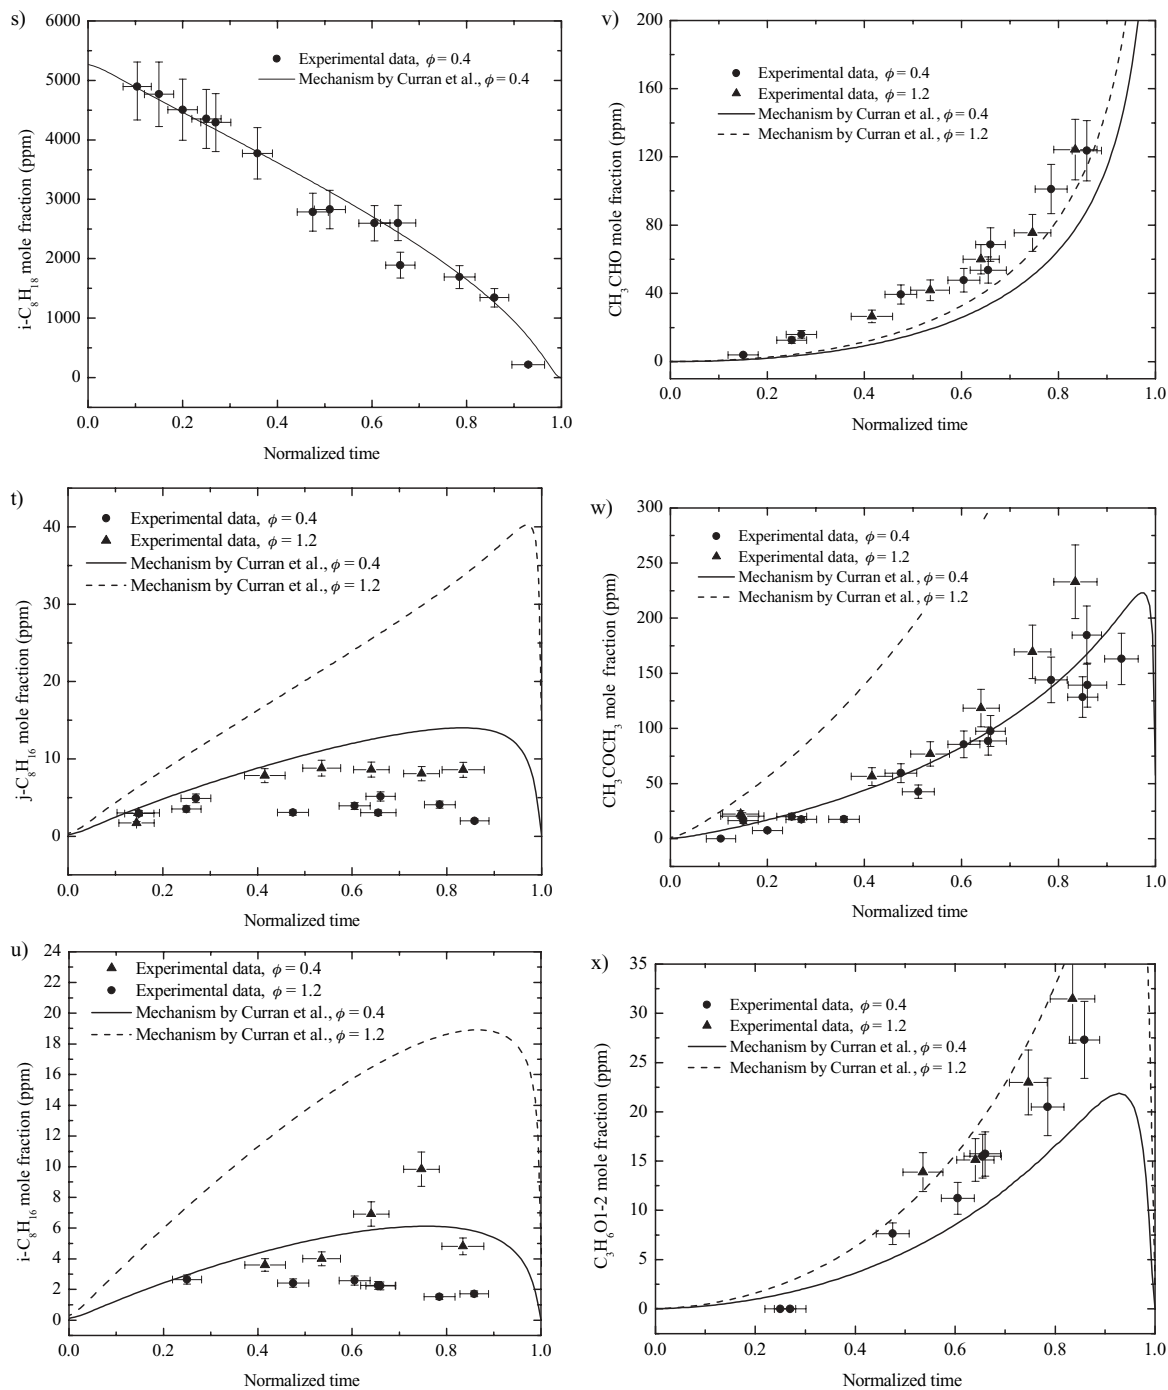 s)
6000
5000
4000
3000
2000
1000
0
i-C8H18 mole fraction (ppm)
Experimental data, ϕ = 0.4
Mechanism by Curran et al., ϕ = 0.4
0.0 0.2 0.4 0.6 0.8 1.0
Normalized time
v)
200
160
120
80
40
0
CH3CHO mole fraction (ppm)
Experimental data, ϕ = 0.4
Experimental data, ϕ = 1.2
Mechanism by Curran et al., ϕ = 0.4
Mechanism by Curran et al., ϕ = 1.2
0.0 0.2 0.4 0.6 0.8 1.0
Normalized time
t)
40
30
20
10
0
j-C8H16 mole fraction (ppm)
Experimental data, ϕ = 0.4
Experimental data, ϕ = 1.2
Mechanism by Curran et al., ϕ = 0.4
Mechanism by Curran et al., ϕ = 1.2
0.0 0.2 0.4 0.6 0.8 1.0
Normalized time
w)
300
250
200
150
100
50
0
CH3COCH3 mole fraction (ppm)
Experimental data, ϕ = 0.4
Experimental data, ϕ = 1.2
Mechanism by Curran et al., ϕ = 0.4
Mechanism by Curran et al., ϕ = 1.2
0.0 0.2 0.4 0.6 0.8 1.0
Normalized time
u)
24
22
20
18
16
14
12
10
8
6
4
2
0
i-C8H16 mole fraction (ppm)
Experimental data, ϕ = 0.4
Experimental data, ϕ = 1.2
Mechanism by Curran et al., ϕ = 0.4
Mechanism by Curran et al., ϕ = 1.2
0.0 0.2 0.4 0.6 0.8 1.0
Normalized time
x)
35
30
25
20
15
10
5
0
C3H6O1-2 mole fraction (ppm)
Experimental data, ϕ = 0.4
Experimental data, ϕ = 1.2
Mechanism by Curran et al., ϕ = 0.4
Mechanism by Curran et al., ϕ = 1.2
0.0 0.2 0.4 0.6 0.8 1.0
Normalized time